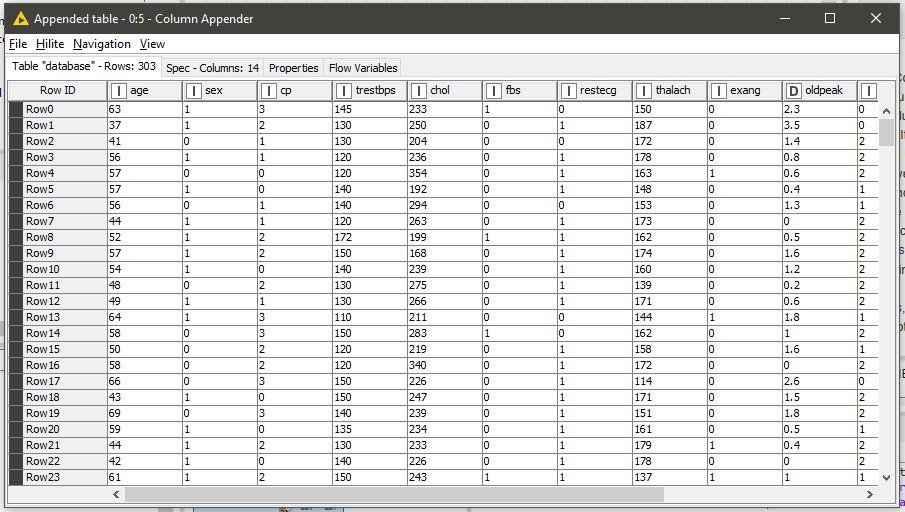 Appended table - 0:5 - Column Appender
File Hilite Navigation View
Table "database" - Rows: 303 Spec - Columns: 14 Properties Flow Variables
Row ID I age I sex I cp I trestbps I chol I fbs I restecg I thalach I exang D oldpeak I
Row0 63 1 3 145 233 1 0 150 0 2.3 0
Row1 37 1 2 130 250 0 1 187 0 3.5 0
Row2 41 0 1 130 204 0 0 172 0 1.4 2
Row3 56 1 1 120 236 0 1 178 0 0.8 2
Row4 57 0 0 120 354 0 1 163 1 0.6 2
Row5 57 1 0 140 192 0 1 148 0 0.4 1
Row6 56 0 1 140 294 0 0 153 0 1.3 1
Row7 44 1 1 120 263 0 1 173 0 0 2
Row8 52 1 2 172 199 1 1 162 0 0.5 2
Row9 57 1 2 150 168 0 1 174 0 1.6 2
Row10 54 1 0 140 239 0 1 160 0 1.2 2
Row11 48 0 2 130 275 0 1 139 0 0.2 2
Row12 49 1 1 130 266 0 1 171 0 0.6 2
Row13 64 1 3 110 211 0 0 144 1 1.8 1
Row14 58 0 3 150 283 1 0 162 0 1 2
Row15 50 0 2 120 219 0 1 158 0 1.6 1
Row16 58 0 2 120 340 0 1 172 0 0 2
Row17 66 0 3 150 226 0 1 114 0 2.6 0
Row18 43 1 0 150 247 0 1 171 0 1.5 2
Row19 69 0 3 140 239 0 1 151 0 1.8 2
Row20 59 1 0 135 234 0 1 161 0 0.5 1
Row21 44 1 2 130 233 0 1 179 1 0.4 2
Row22 42 1 0 140 226 0 1 178 0 0 2
Row23 61 1 2 150 243 1 1 137 1 1 1